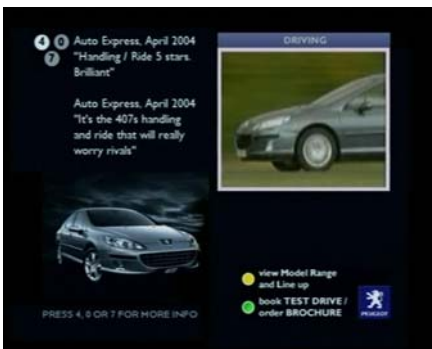 4 0
7
Auto Express, April 2004
"Handling / Ride 5 stars.
Brilliant"
Auto Express, April 2004
"It's the 407s handling
and ride that will really
worry rivals"
DRIVING
view Model Range
and Line up
book TEST DRIVE /
order BROCHURE
PEUGEOT
PRESS 4, 0 OR 7 FOR MORE INFO